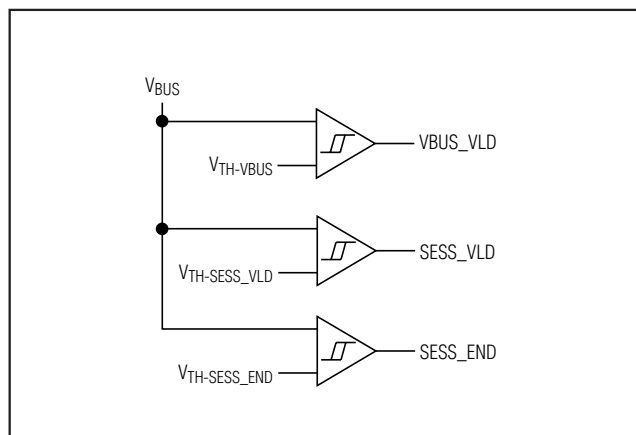 VBUS
VBUS_VLD
VTH-VBUS
SESS_VLD
VTH-SESS_VLD
SESS_END
VTH-SESS_END